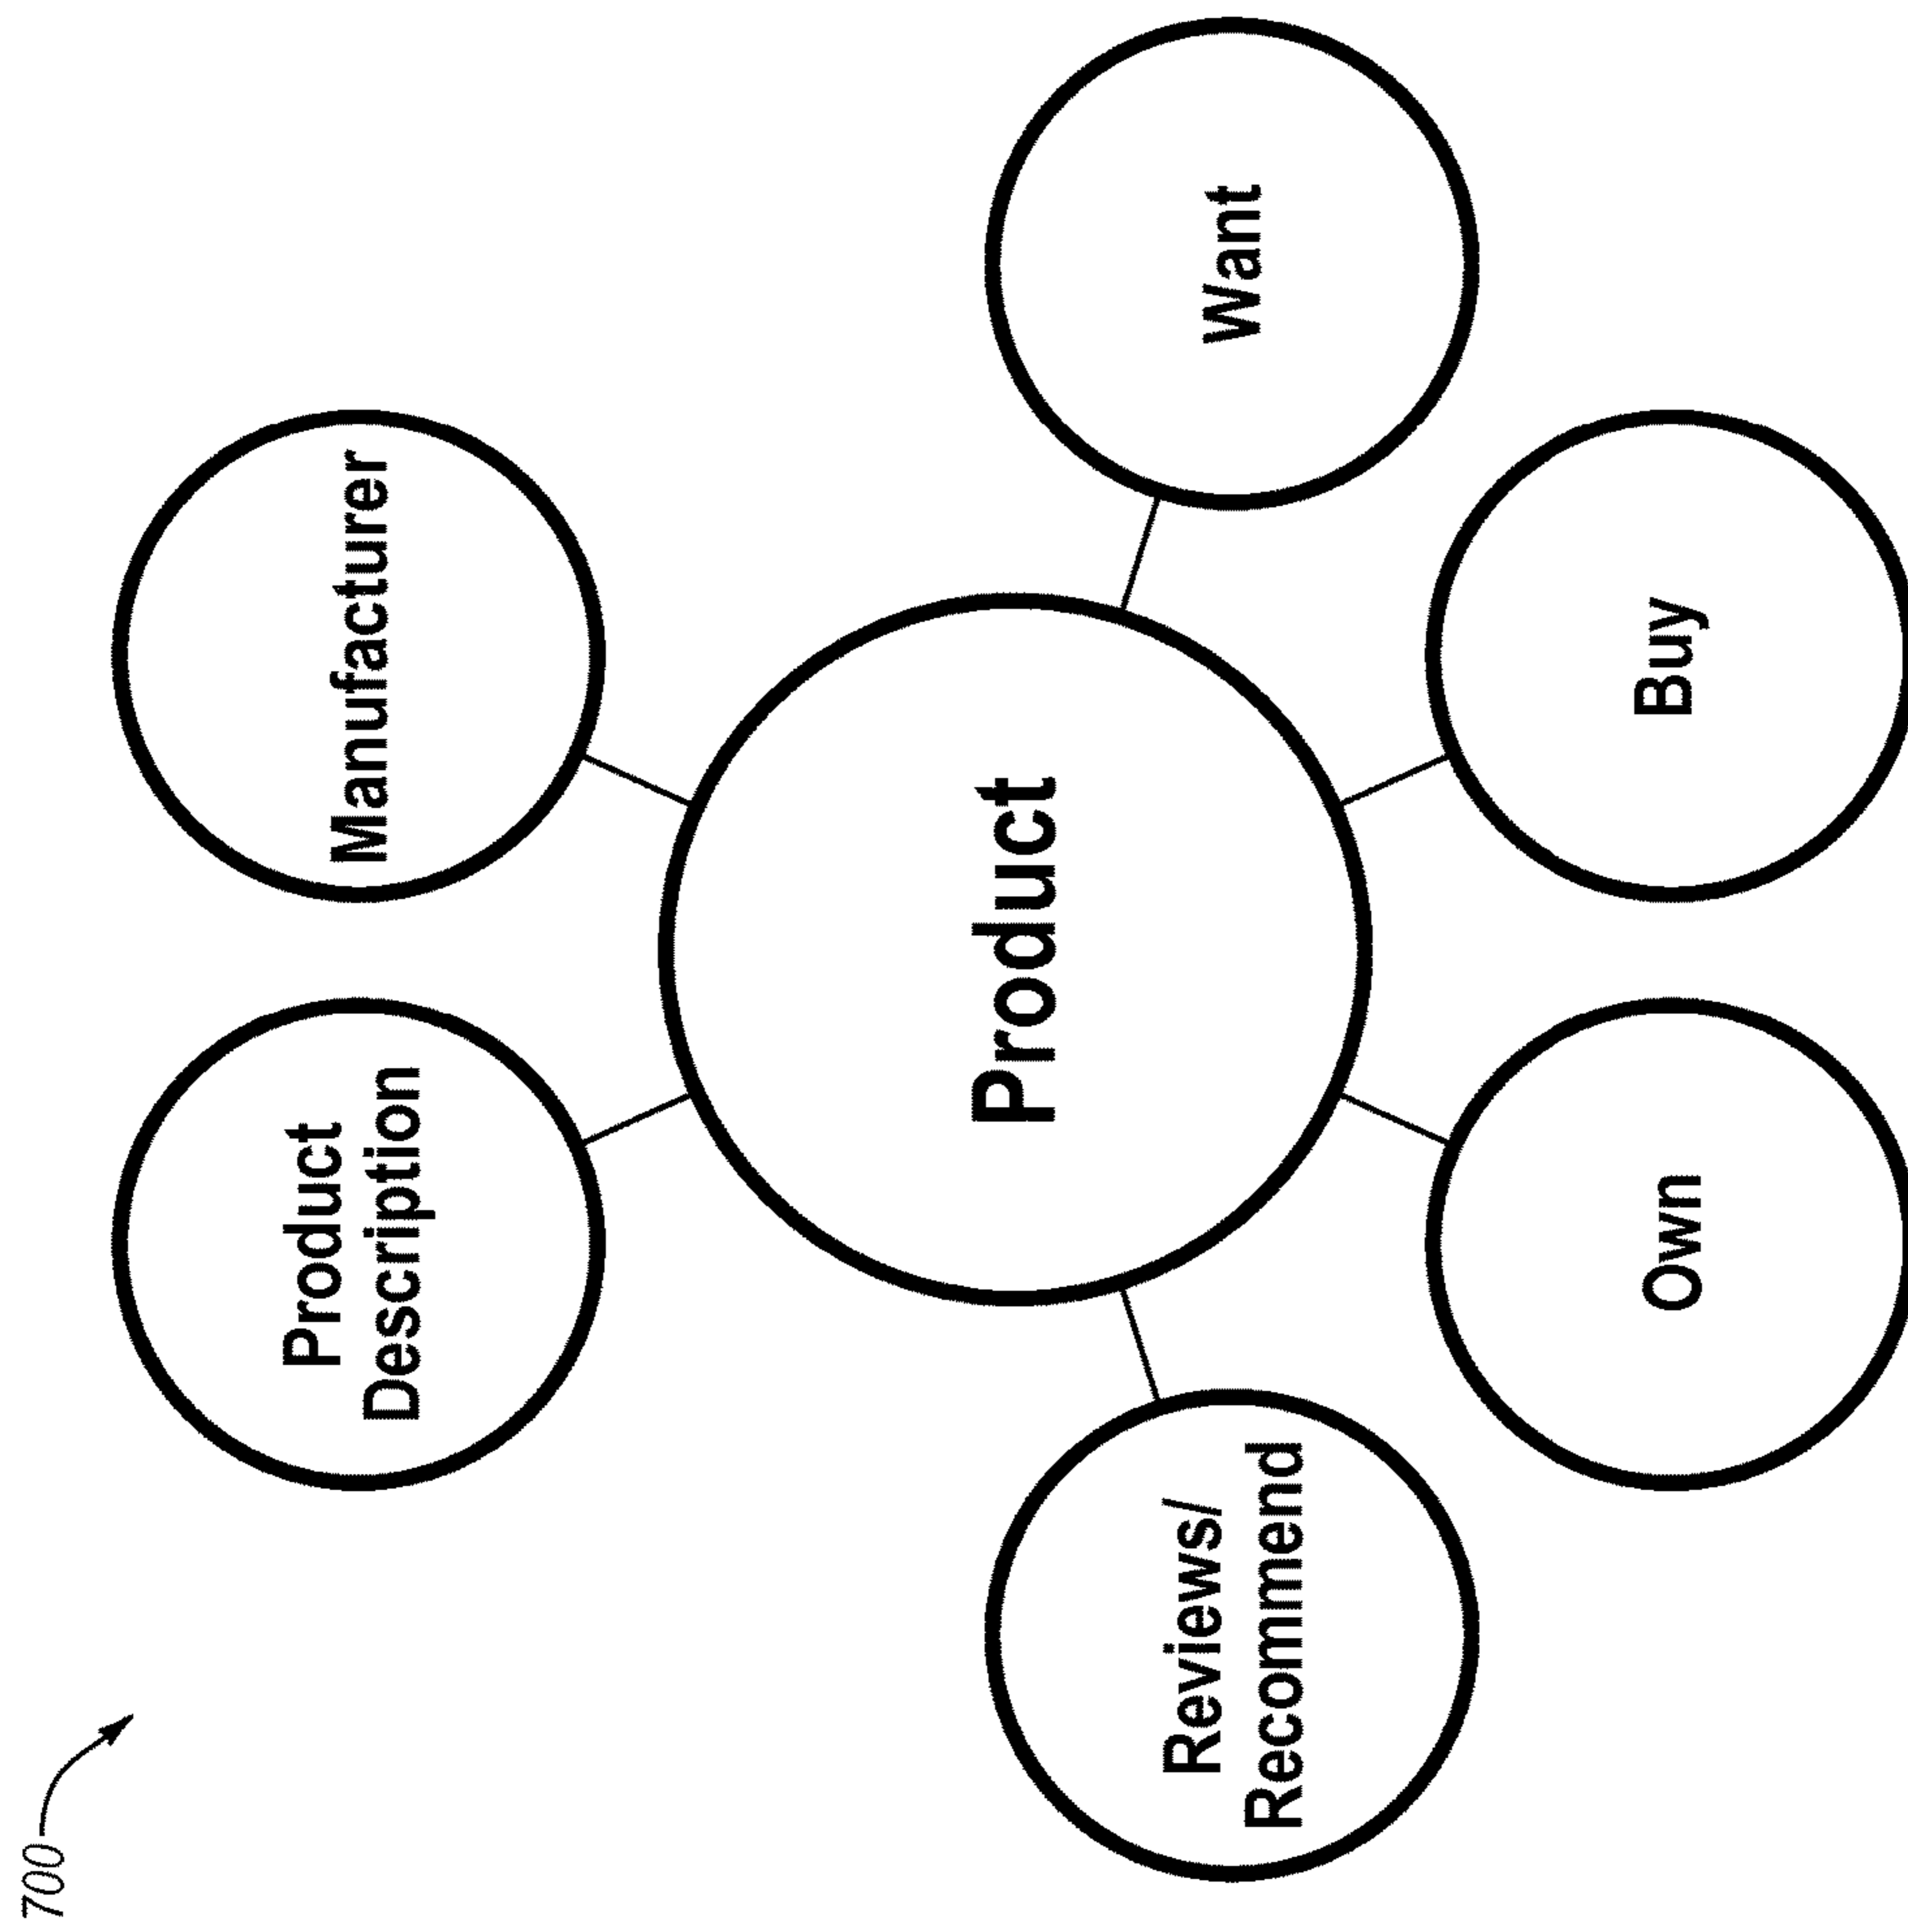 700
Product
Description
Manufacturer
Reviews/
Recommend
Product
Want
Own
Buy